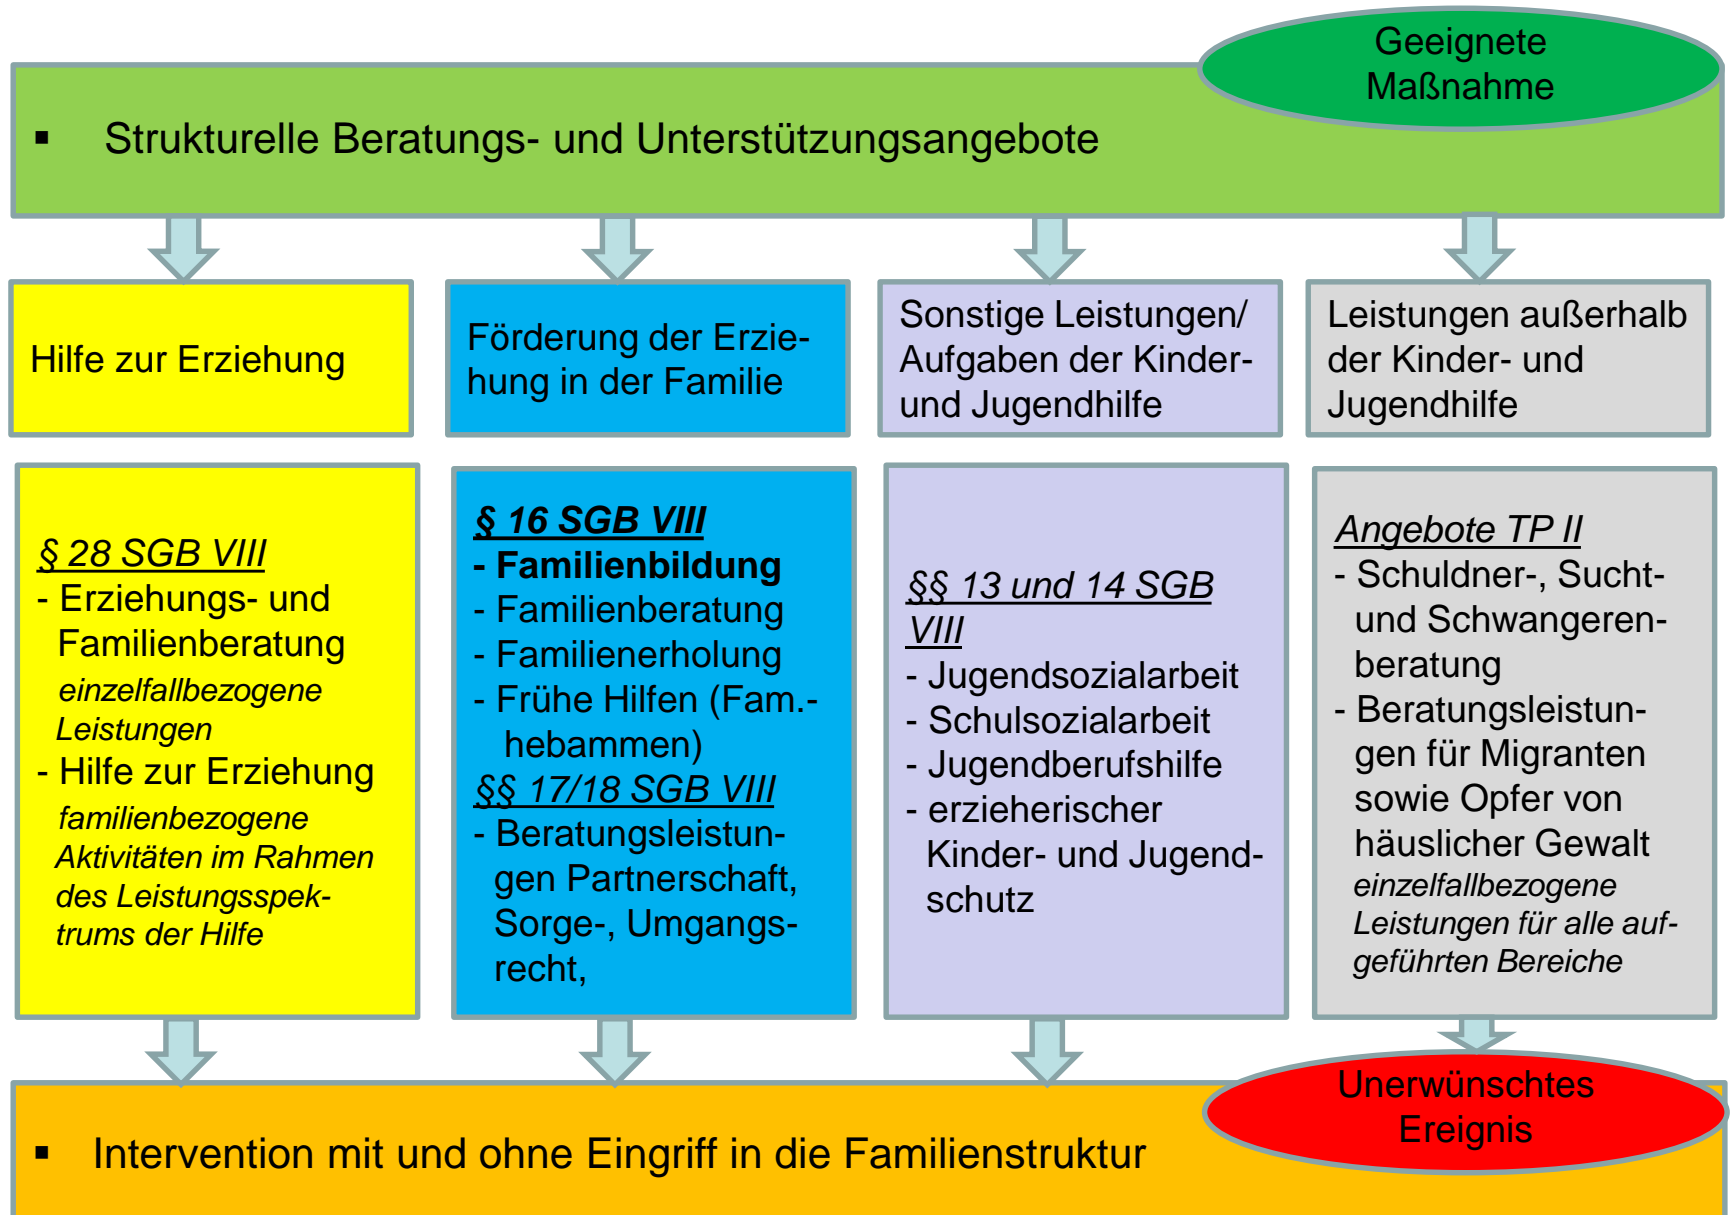 Geeignete
Maßnahme
▪ Strukturelle Beratungs- und Unterstützungsangebote
Hilfe zur Erziehung
Förderung der Erzie-
hung in der Familie
Sonstige Leistungen/
Aufgaben der Kinder-
und Jugendhilfe
Leistungen außerhalb
der Kinder- und
Jugendhilfe
§ 28 SGB VIII
- Erziehungs- und
Familienberatung
einzelfallbezogene
Leistungen
- Hilfe zur Erziehung
familienbezogene
Aktivitäten im Rahmen
des Leistungsspek-
trums der Hilfe
§ 16 SGB VIII
- Familienbildung
- Familienberatung
- Familienerholung
- Frühe Hilfen (Fam.-
hebammen)
§§ 17/18 SGB VIII
- Beratungsleistun-
gen Partnerschaft,
Sorge-, Umgangs-
recht,
§§ 13 und 14 SGB
VIII
- Jugendsozialarbeit
- Schulsozialarbeit
- Jugendberufshilfe
- erzieherischer
Kinder- und Jugend-
schutz
Angebote TP II
- Schuldner-, Sucht-
und Schwangeren-
beratung
- Beratungsleistun-
gen für Migranten
sowie Opfer von
häuslicher Gewalt
einzelfallbezogene
Leistungen für alle auf-
geführten Bereiche
Unerwünschtes
Ereignis
▪ Intervention mit und ohne Eingriff in die Familienstruktur